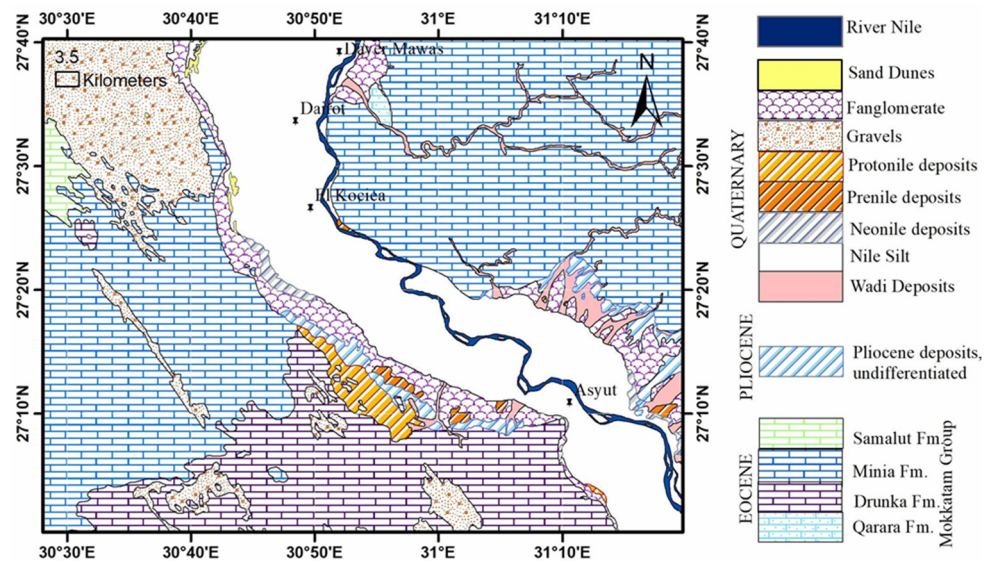 30°30'E 30°40'E 30°50'E 31°E 31°10'E
27°40'N 27°40'N
27°30'N 27°30'N
27°20'N 27°20'N
27°10'N 27°10'N
3.5
Kilometers
N
Dayer Mawas
Dairot
El Kociea
Asyut
30°30'E 30°40'E 30°50'E 31°E 31°10'E
River Nile
QUATERNARY
Sand Dunes
Fanglomerate
Gravels
Protonile deposits
Prenile deposits
Neonile deposits
Nile Silt
Wadi Deposits
PLIOCENE
Pliocene deposits,
undifferentiated
EOCENE
Samalut Fm.
Minia Fm.
Drunka Fm.
Qarara Fm.
Mokkatam Group